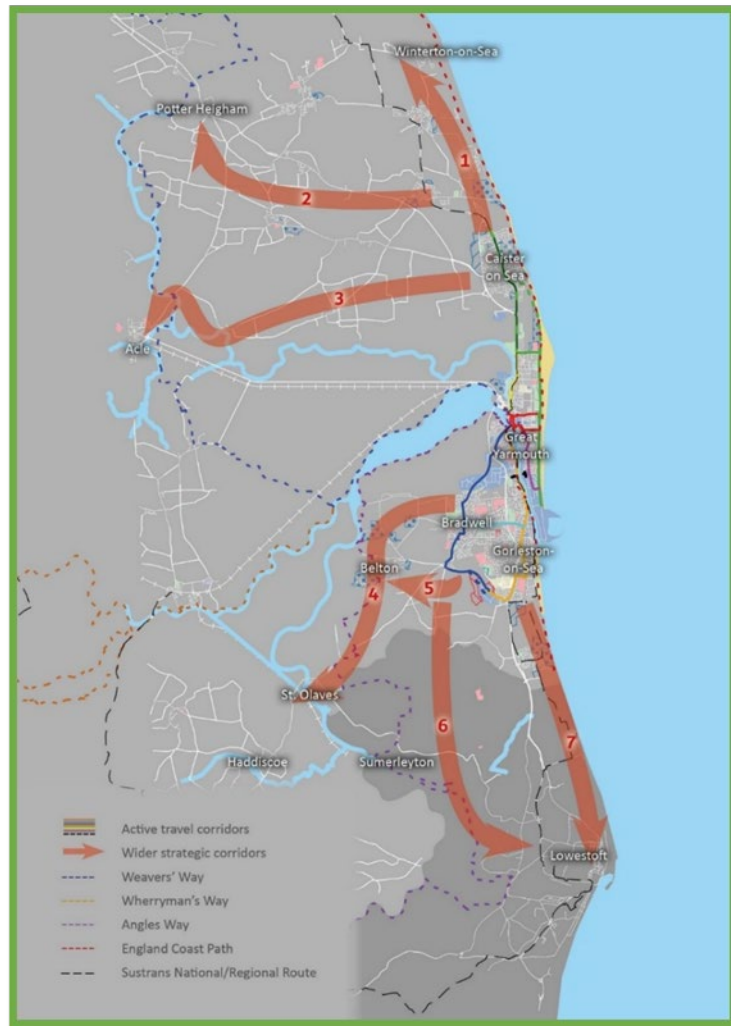 Winterton-on-Sea
Potter Heigham
1
2
Caister
on Sea
3
Acle
Great
Yarmouth
Bradwell
Gorleston-
on-Sea
Belton
5
4
St. Olaves
6
7
Haddiscoe
Sumerleyton
Lowestoft
Active travel corridors
Wider strategic corridors
Weavers' Way
Wherryman's Way
Angles Way
England Coast Path
Sustrans National/Regional Route